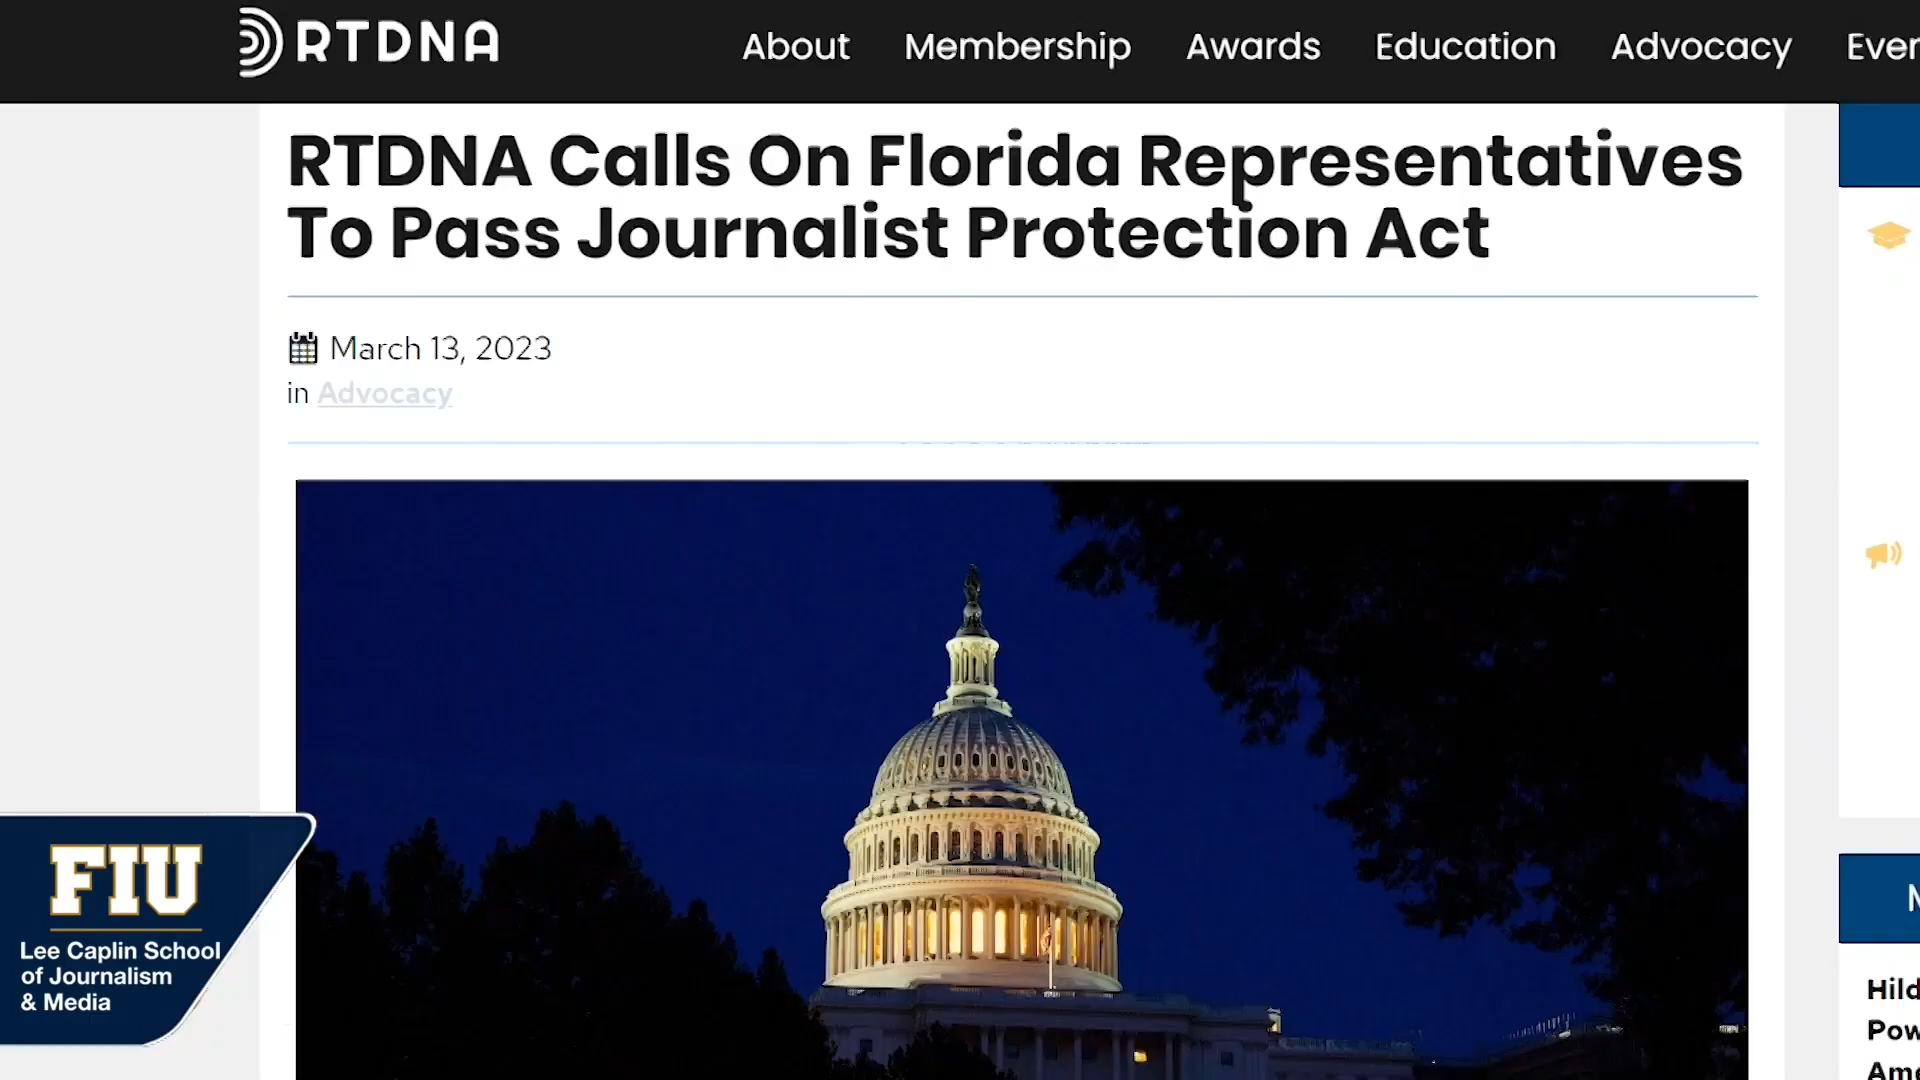 RTDNA
About Membership Awards Education Advocacy
RTDNA Calls On Florida Representatives
To Pass Journalist Protection Act
March 13, 2023
in Advocacy
FIU
Lee Caplin School
of Journalism
& Media